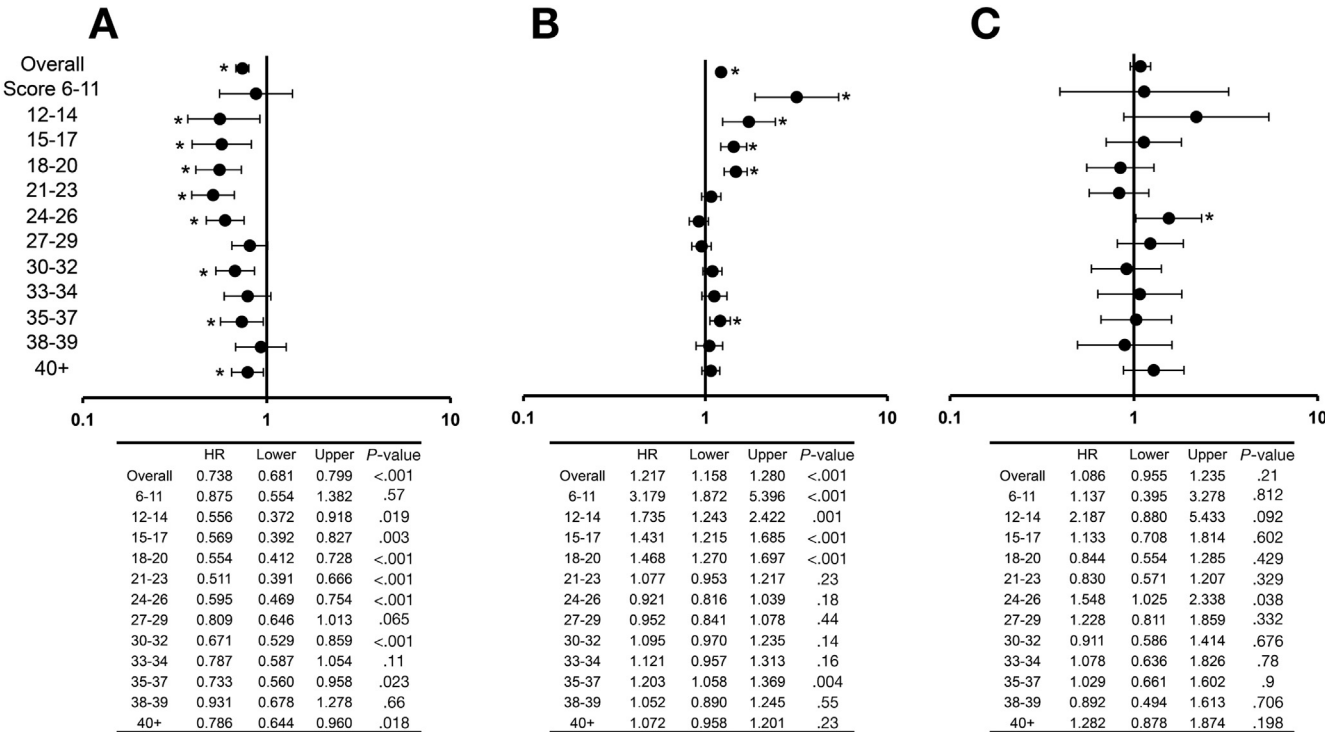 A B C
Overall * *
Score 6-11 *
12-14 * *
15-17 * *
18-20 * *
21-23 *
24-26 * *
27-29
30-32 *
33-34
35-37 * *
38-39
40+ *
0.1 1 10 0.1 1 10 0.1 1 10
HR Lower Upper P-value
Overall 0.738 0.681 0.799 <.001
6-11 0.875 0.554 1.382 .57
12-14 0.556 0.372 0.918 .019
15-17 0.569 0.392 0.827 .003
18-20 0.554 0.412 0.728 <.001
21-23 0.511 0.391 0.666 <.001
24-26 0.595 0.469 0.754 <.001
27-29 0.809 0.646 1.013 .065
30-32 0.671 0.529 0.859 <.001
33-34 0.787 0.587 1.054 .11
35-37 0.733 0.560 0.958 .023
38-39 0.931 0.678 1.278 .66
40+ 0.786 0.644 0.960 .018
HR Lower Upper P-value
Overall 1.217 1.158 1.280 <.001
6-11 3.179 1.872 5.396 <.001
12-14 1.735 1.243 2.422 .001
15-17 1.431 1.215 1.685 <.001
18-20 1.468 1.270 1.697 <.001
21-23 1.077 0.953 1.217 .23
24-26 0.921 0.816 1.039 .18
27-29 0.952 0.841 1.078 .44
30-32 1.095 0.970 1.235 .14
33-34 1.121 0.957 1.313 .16
35-37 1.203 1.058 1.369 .004
38-39 1.052 0.890 1.245 .55
40+ 1.072 0.958 1.201 .23
HR Lower Upper P-value
Overall 1.086 0.955 1.235 .21
6-11 1.137 0.395 3.278 .812
12-14 2.187 0.880 5.433 .092
15-17 1.133 0.708 1.814 .602
18-20 0.844 0.554 1.285 .429
21-23 0.830 0.571 1.207 .329
24-26 1.548 1.025 2.338 .038
27-29 1.228 0.811 1.859 .332
30-32 0.911 0.586 1.414 .676
33-34 1.078 0.636 1.826 .78
35-37 1.029 0.661 1.602 .9
38-39 0.892 0.494 1.613 .706
40+ 1.282 0.878 1.874 .198